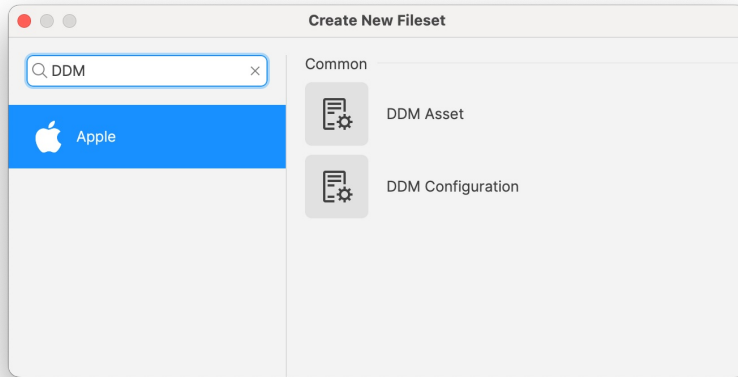 Create New Fileset
DDM
Apple
Common
DDM Asset
DDM Configuration